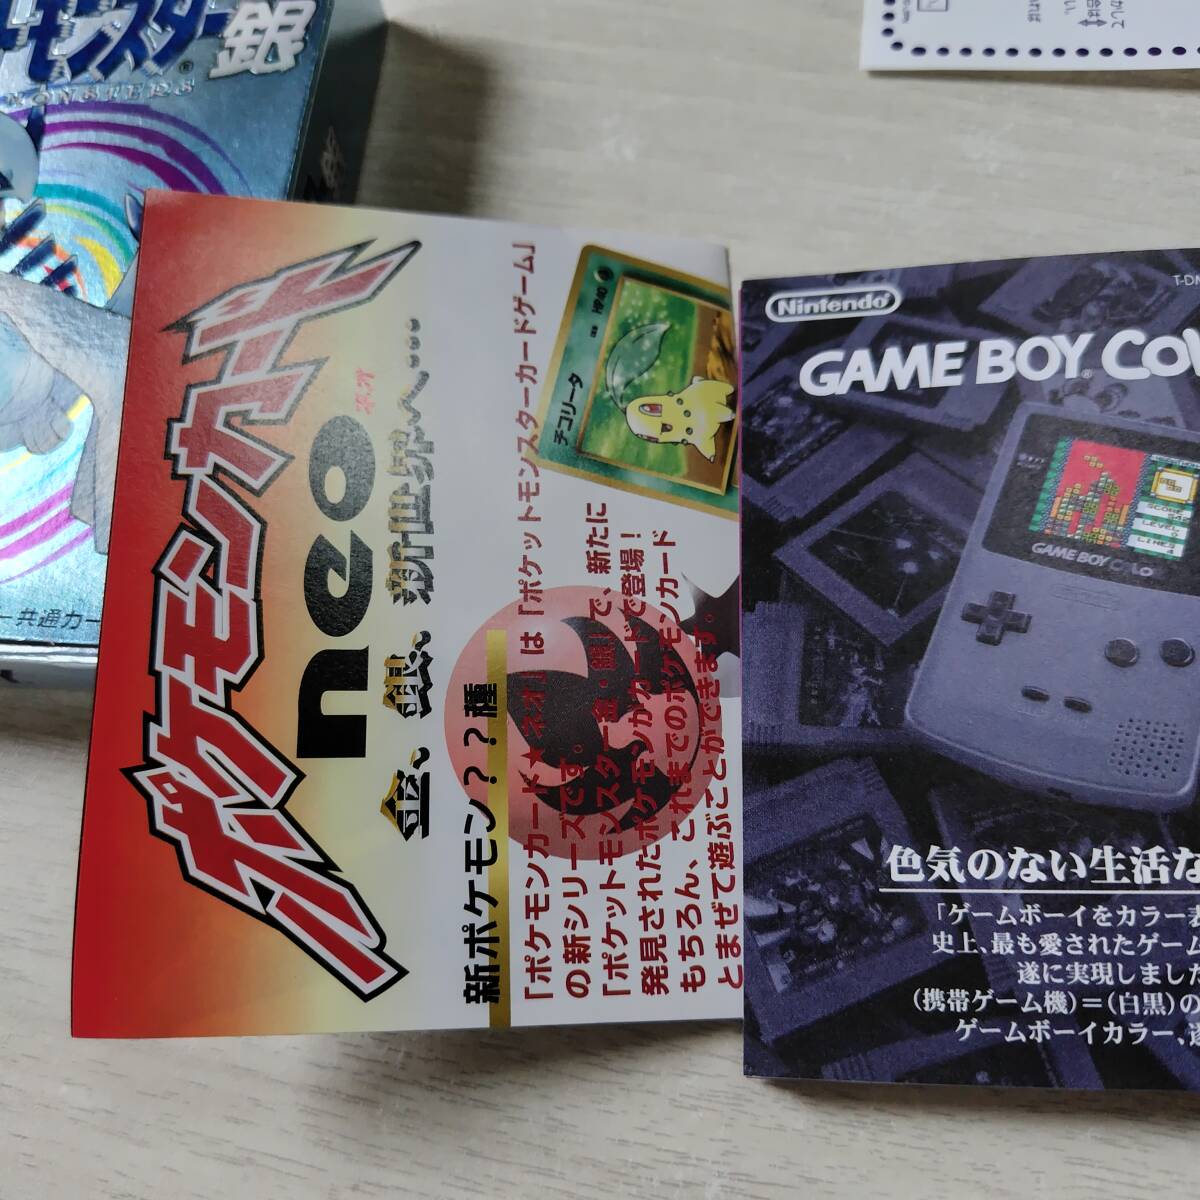 モンスター銀
MONSTERS
ー共通カー
ポケモンカード
neo ネオ
金、銀、新世界へ…
新ポケモン??種
「ポケモンカード★ネオ」は「ポケットモンスターカードゲーム」
の新シリーズです。
「ポケットモンスター金・銀」で、新たに
発見されたポケモンがカードで登場!
もちろん、これまでのポケモンカード
とまぜて遊ぶことができます。
チコリータ
HP40
Nintendo
GAME BOY COL
SCORE
LEVEL
LINES
GAME BOY COLO
色気のない生活な
「ゲームボーイをカラー
史上、最も愛されたゲーム
遂に実現しました
(携帯ゲーム機)=(白黒)の
ゲームボーイカラー、遂